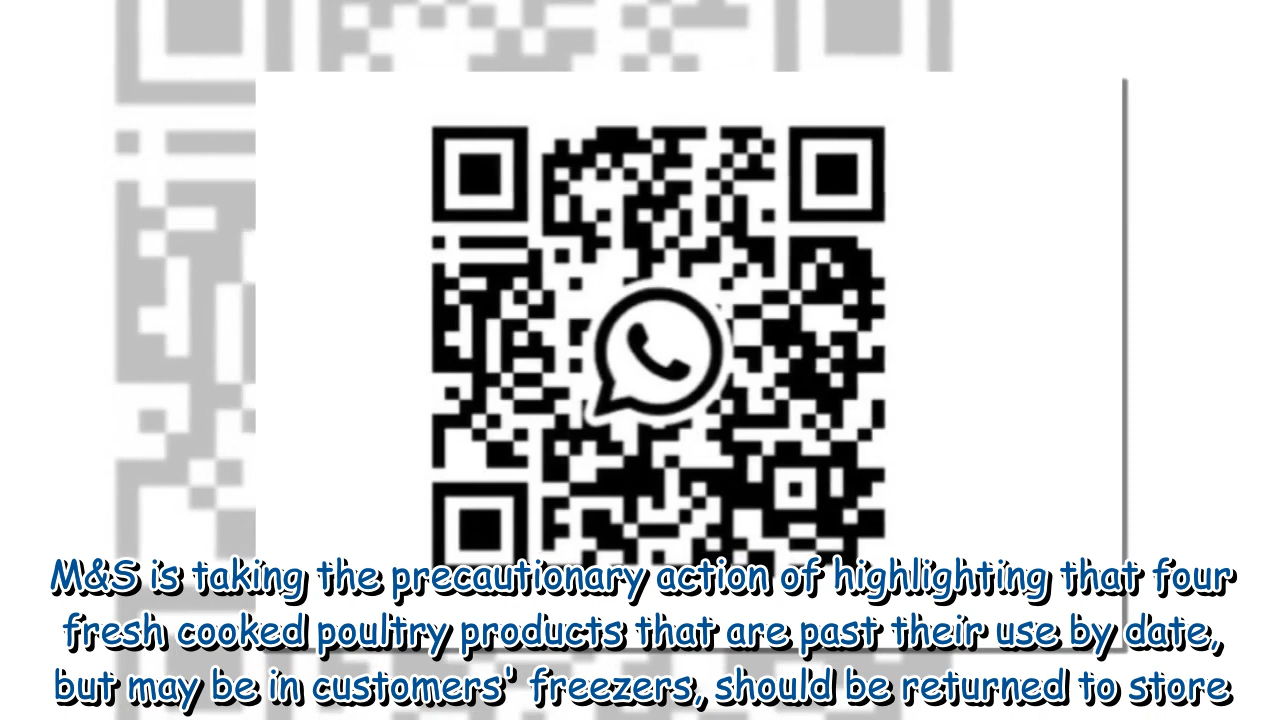 M&S is taking the precautionary action of highlighting that four
fresh cooked poultry products that are past their use by date,
but may be in customers' freezers, should be returned to store